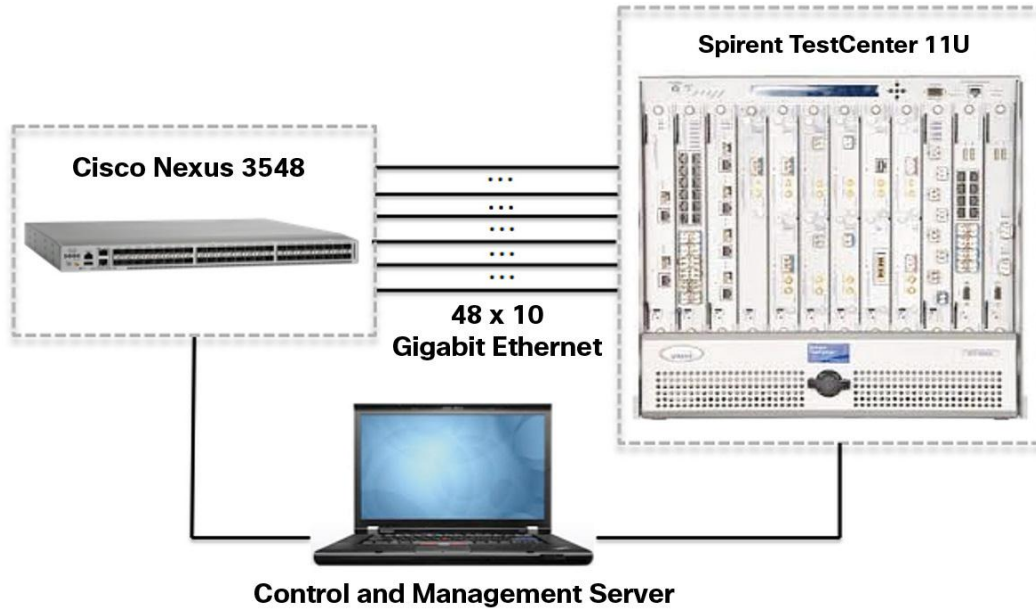 Spirent TestCenter 11U
Cisco Nexus 3548
...
...
...
...
...
48 x 10
Gigabit Ethernet
Control and Management Server